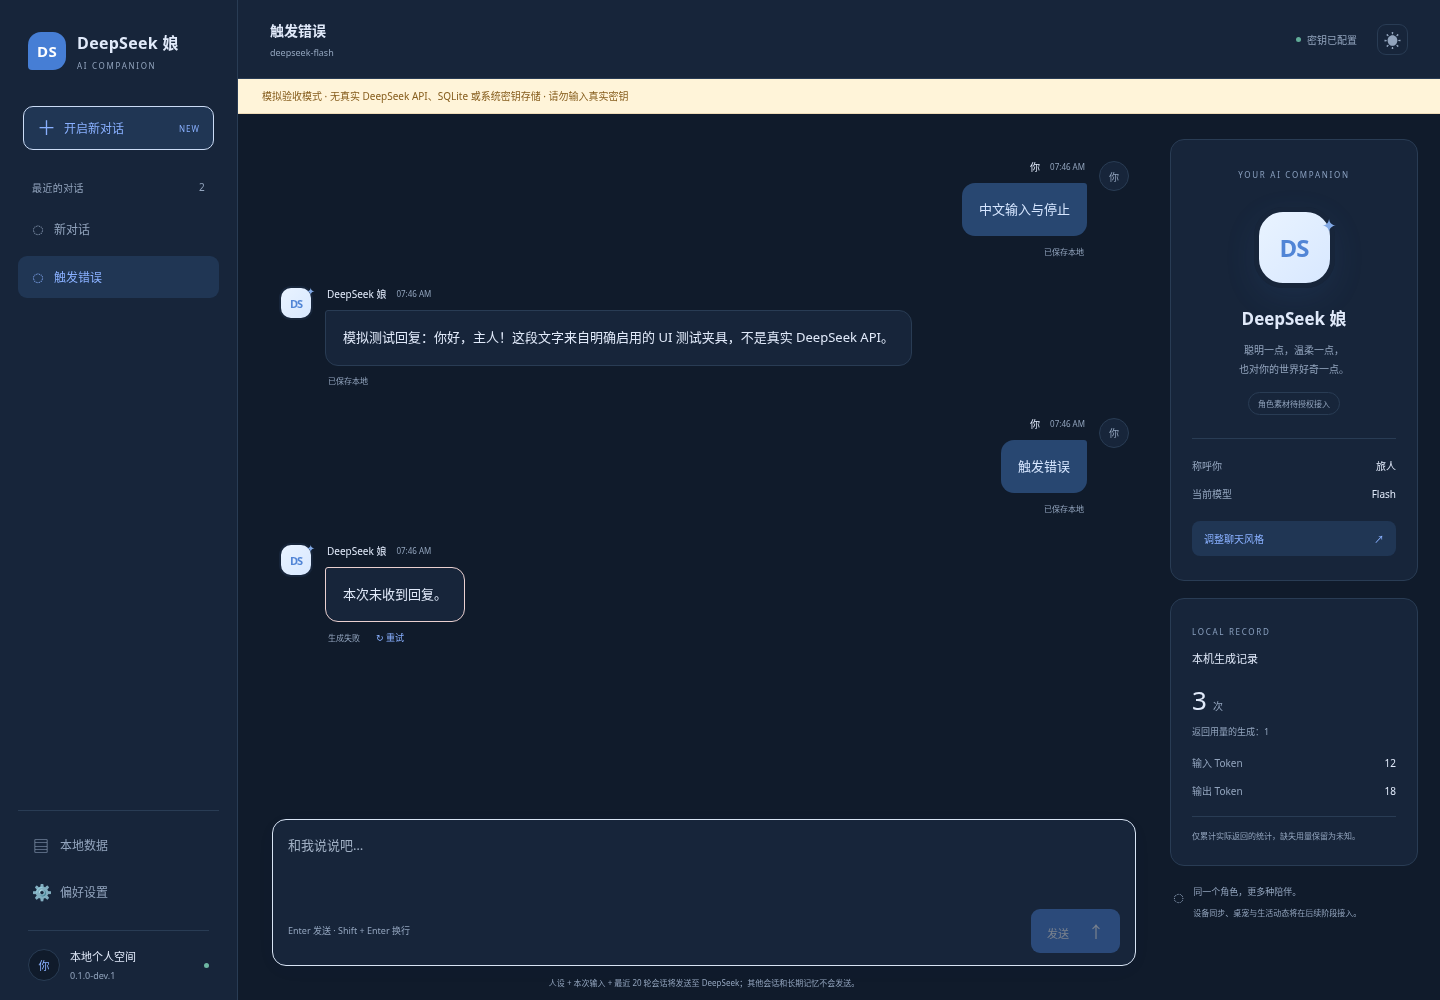 DS
DeepSeek 娘
AI COMPANION
开启新对话 NEW
最近的对话 2
新对话
触发错误
本地数据
偏好设置
你
本地个人空间
0.1.0-dev.1
触发错误
deepseek-flash
密钥已配置
模拟验收模式 · 无真实 DeepSeek API、SQLite 或系统密钥存储 · 请勿输入真实密钥
你 07:46 AM
你
中文输入与停止
已保存本地
DS
DeepSeek 娘 07:46 AM
模拟测试回复：你好，主人！这段文字来自明确启用的 UI 测试夹具，不是真实 DeepSeek API。
已保存本地
你 07:46 AM
你
触发错误
已保存本地
DS
DeepSeek 娘 07:46 AM
本次未收到回复。
生成失败 ↻ 重试
和我说说吧...
Enter 发送 · Shift + Enter 换行
发送 ↑
人设 + 本次输入 + 最近 20 轮会话将发送至 DeepSeek；其他会话和长期记忆不会发送。
YOUR AI COMPANION
DS
DeepSeek 娘
聪明一点，温柔一点，
也对你的世界好奇一点。
角色素材待授权接入
称呼你 旅人
当前模型 Flash
调整聊天风格 ↗
LOCAL RECORD
本机生成记录
3 次
返回用量的生成：1
输入 Token 12
输出 Token 18
仅累计实际返回的统计，缺失用量保留为未知。
同一个角色，更多种陪伴。
设备同步、桌宠与生活动态将在后续阶段接入。